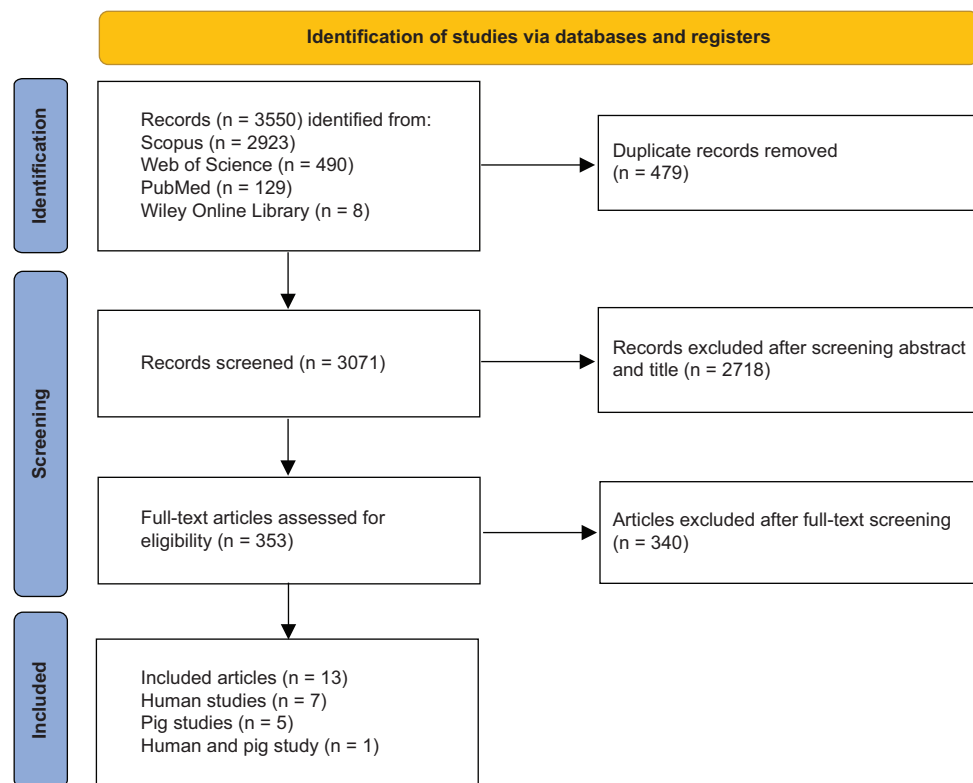 Identification of studies via databases and registers
Identification
Records (n = 3550) identified from:
Scopus (n = 2923)
Web of Science (n = 490)
PubMed (n = 129)
Wiley Online Library (n = 8)
Duplicate records removed
(n = 479)
Screening
Records screened (n = 3071)
Records excluded after screening abstract
and title (n = 2718)
Full-text articles assessed for
eligibility (n = 353)
Articles excluded after full-text screening
(n = 340)
Included
Included articles (n = 13)
Human studies (n = 7)
Pig studies (n = 5)
Human and pig study (n = 1)